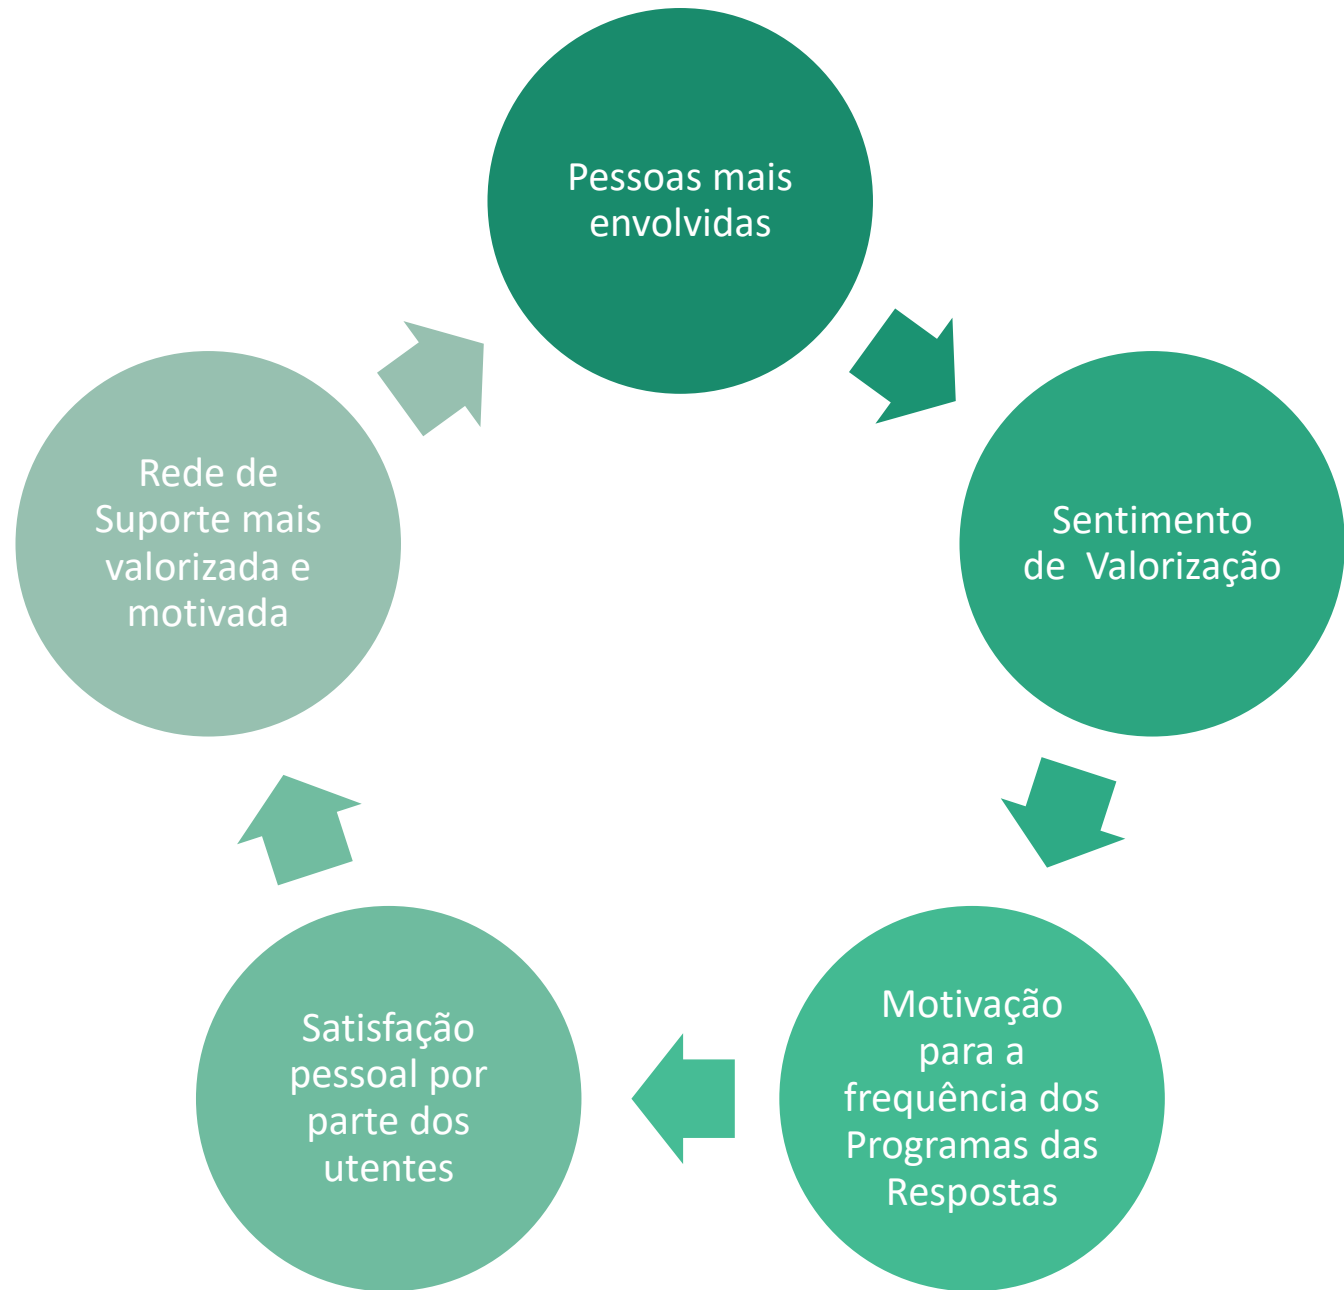 Pessoas mais
envolvidas
Sentimento
de  Valorização
Motivação
para a
frequência dos
Programas das
Respostas
Satisfação
pessoal por
parte dos
utentes
Rede de
Suporte mais
valorizada e
motivada